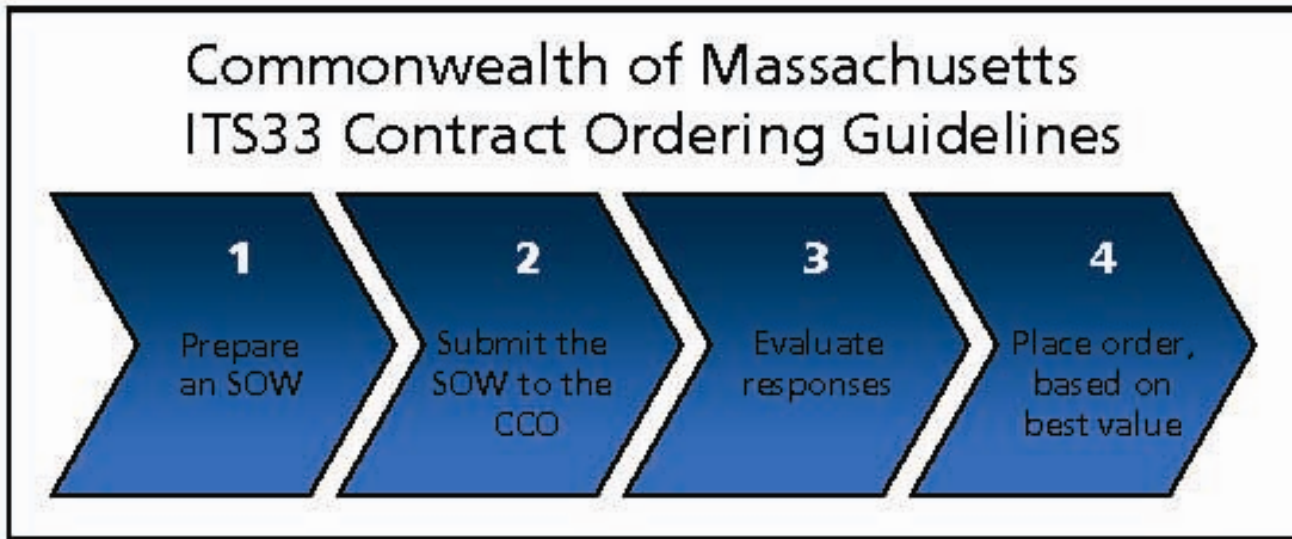 Commonwealth of Massachusetts
ITS33 Contract Ordering Guidelines
1
Prepare
an SOW
2
Submit the
SOW to the
CCO
3
Evaluate
responses
4
Place order,
based on
best value